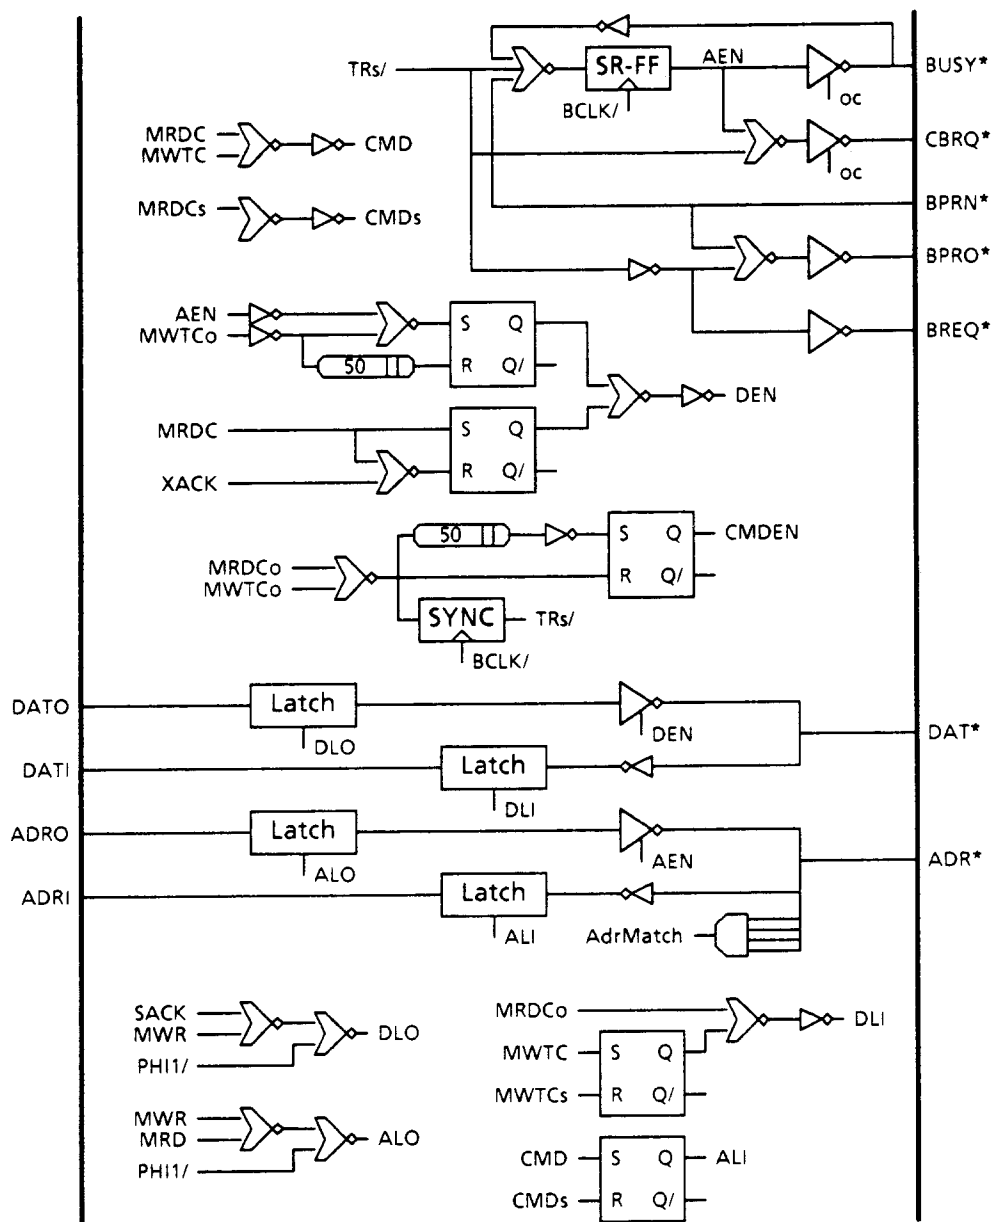 TRs/ SR-FF AEN BUSY*
BCLK/ OC
MRDC CMD CBRQ*
MWTC OC
MRDCs CMDs BPRN*
BPRO*
AEN S Q
MWTCo BREQ*
50 R Q/
DEN
MRDC S Q
XACK R Q/
50 S Q CMDEN
MRDCo
MWTCo R Q/
SYNC TRs/
BCLK/
DATO Latch DAT*
DLO DEN
DATI Latch
DLI
ADRO Latch ADR*
ALO AEN
ADRI Latch
ALI AdrMatch
SACK MRDCo
MWR DLO DLI
PHI1/ MWTC S Q
MWTCs R Q/
MWR
MRD ALO
PHI1/ CMD S Q ALI
CMDs R Q/